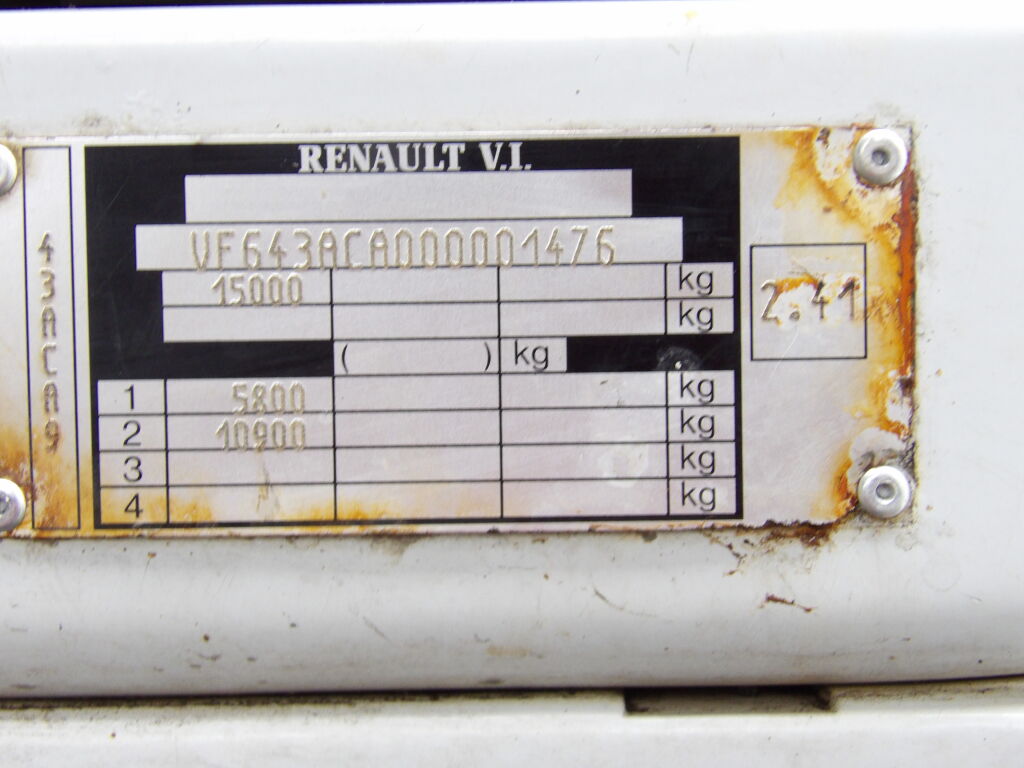 RENAULT V.I.
VF643ACA000001476
15000 kg
kg
( ) kg
1 5800 kg
2 10900 kg
3 kg
4 kg
2.41
43ACA9